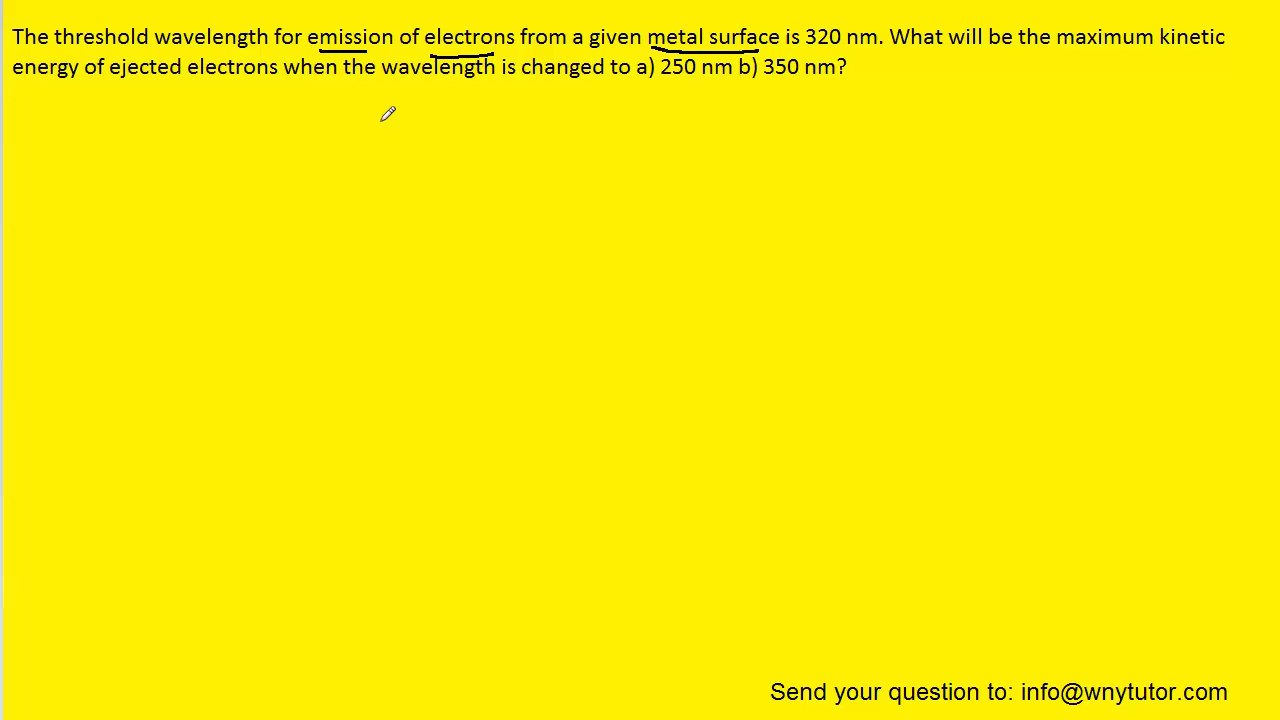 The threshold wavelength for emission of electrons from a given metal surface is 320 nm. What will be the maximum kinetic
energy of ejected electrons when the wavelength is changed to a) 250 nm b) 350 nm?
Send your question to: info@wnytutor.com